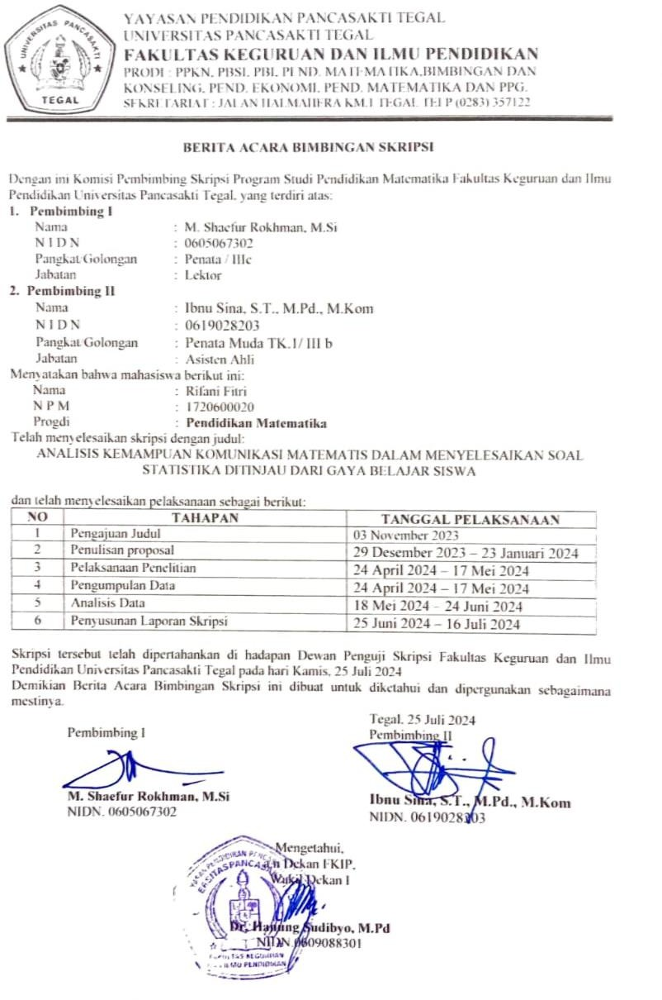 UNIVERSITAS PANCASAKTI
TEGAL
YAYASAN PENDIDIKAN PANCASAKTI TEGAL
UNIVERSITAS PANCASAKTI TEGAL
FAKULTAS KEGURUAN DAN ILMU PENDIDIKAN
PRODI : PPKN, PBSI, PBI, PEND. MATEMATIKA,BIMBINGAN DAN
KONSELING, PEND. EKONOMI, PEND. MATEMATIKA DAN PPG.
SEKRETARIAT : JALAN HALMAHERA KM.1 TEGAL TELP (0283) 357122
BERITA ACARA BIMBINGAN SKRIPSI
Dengan ini Komisi Pembimbing Skripsi Program Studi Pendidikan Matematika Fakultas Keguruan dan Ilmu
Pendidikan Universitas Pancasakti Tegal, yang terdiri atas:
1. Pembimbing I
Nama : M. Shaefur Rokhman, M.Si
N I D N : 0605067302
Pangkat/Golongan : Penata / IIIc
Jabatan : Lektor
2. Pembimbing II
Nama : Ibnu Sina, S.T., M.Pd., M.Kom
N I D N : 0619028203
Pangkat/Golongan : Penata Muda TK.1/ III b
Jabatan : Asisten Ahli
Menyatakan bahwa mahasiswa berikut ini:
Nama : Rifani Fitri
N P M : 1720600020
Progdi : Pendidikan Matematika
Telah menyelesaikan skripsi dengan judul:
ANALISIS KEMAMPUAN KOMUNIKASI MATEMATIS DALAM MENYELESAIKAN SOAL
STATISTIKA DITINJAU DARI GAYA BELAJAR SISWA
dan telah menyelesaikan pelaksanaan sebagai berikut:
NO TAHAPAN TANGGAL PELAKSANAAN
1 Pengajuan Judul 03 November 2023
2 Penulisan proposal 29 Desember 2023 – 23 Januari 2024
3 Pelaksanaan Penelitian 24 April 2024 – 17 Mei 2024
4 Pengumpulan Data 24 April 2024 – 17 Mei 2024
5 Analisis Data 18 Mei 2024 – 24 Juni 2024
6 Penyusunan Laporan Skripsi 25 Juni 2024 – 16 Juli 2024
Skripsi tersebut telah dipertahankan di hadapan Dewan Penguji Skripsi Fakultas Keguruan dan Ilmu
Pendidikan Universitas Pancasakti Tegal pada hari Kamis, 25 Juli 2024
Demikian Berita Acara Bimbingan Skripsi ini dibuat untuk diketahui dan dipergunakan sebagaimana
mestinya.
Tegal, 25 Juli 2024
Pembimbing I Pembimbing II
M. Shaefur Rokhman, M.Si Ibnu Sina, S.T., M.Pd., M.Kom
NIDN. 0605067302 NIDN. 0619028203
Mengetahui,
Dekan FKIP,
Wakil Dekan I
Dr. Hanung Sudibyo, M.Pd
NIDN.0609088301
ILMU PENDIDIKAN